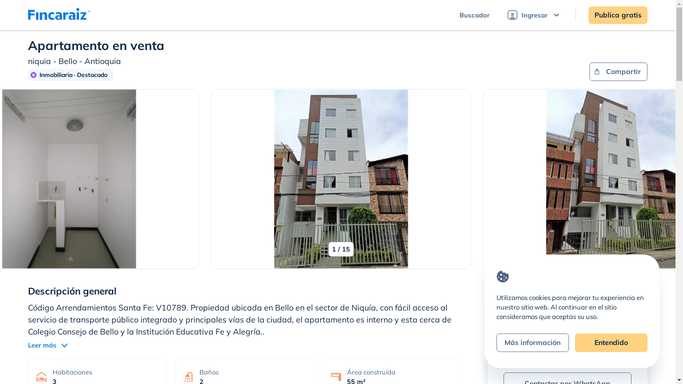 Fincaraiz
Buscador
Ingresar
Publica gratis
Apartamento en venta
niquia - Bello - Antioquia
Inmobiliaria · Destacado
Compartir
1 / 15
Descripción general
Código Arrendamientos Santa Fe: V10789. Propiedad ubicada en Bello en el sector de Niquía, con fácil acceso al
servicio de transporte público integrado y principales vías de la ciudad, el apartamento es interno y esta cerca de
Colegio Consejo de Bello y la Institución Educativa Fe y Alegría..
Leer más
Habitaciones
3
Baños
2
Área construida
55 m²
Utilizamos cookies para mejorar tu experiencia en
nuestro sitio web. Al continuar en el sitio
consideramos que aceptas su uso.
Más información
Entendido
Contactar por WhatsApp